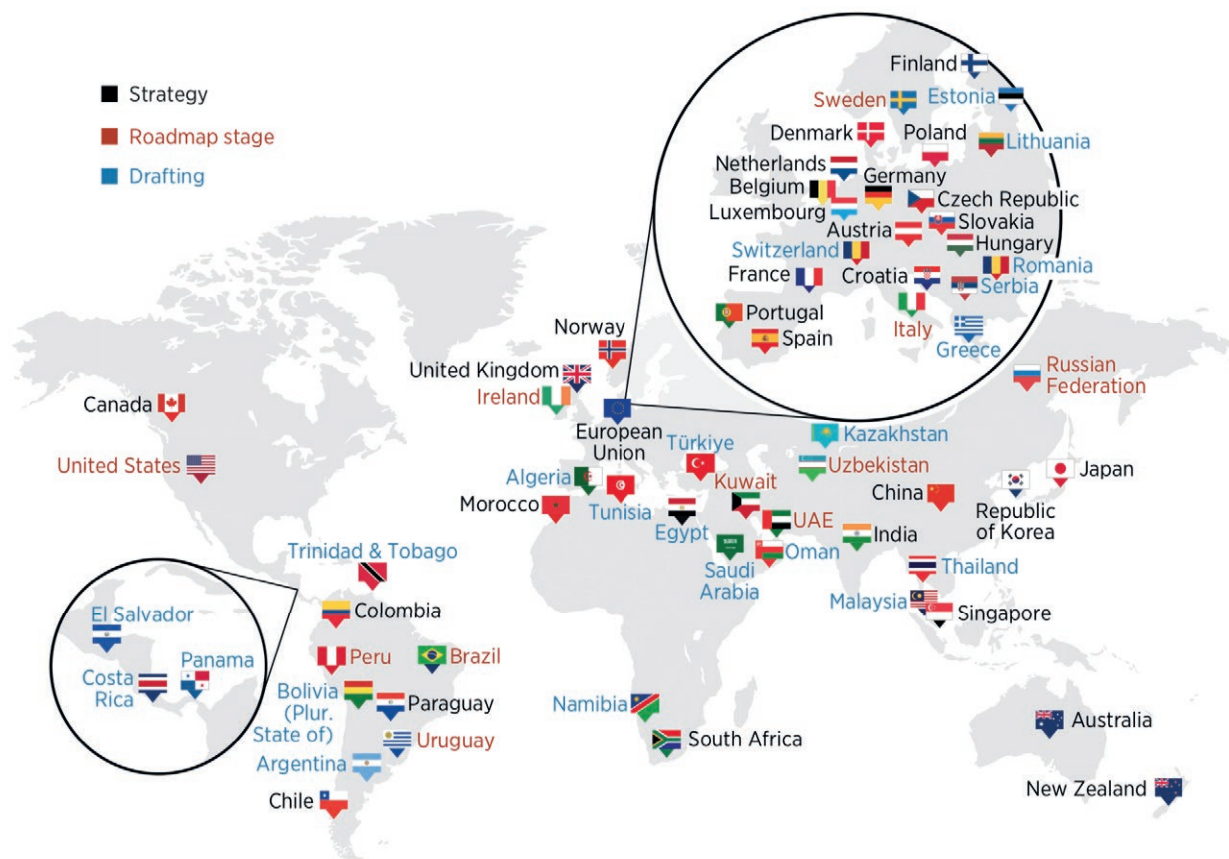 Strategy
Roadmap stage
Drafting
Finland
Sweden
Estonia
Denmark
Poland
Lithuania
Netherlands
Germany
Belgium
Czech Republic
Luxembourg
Slovakia
Austria
Hungary
Switzerland
Romania
France
Croatia
Serbia
Portugal
Italy
Spain
Greece
Norway
United Kingdom
Ireland
European
Union
Russian
Federation
Canada
United States
Kazakhstan
Türkiye
Uzbekistan
Algeria
Kuwait
Japan
China
Morocco
Tunisia
Republic
of Korea
Egypt
UAE
India
Oman
Saudi
Arabia
Thailand
Malaysia
Singapore
Trinidad & Tobago
Colombia
El Salvador
Panama
Costa
Rica
Peru
Brazil
Bolivia
(Plur.
State of)
Paraguay
Uruguay
Argentina
Chile
Namibia
South Africa
Australia
New Zealand